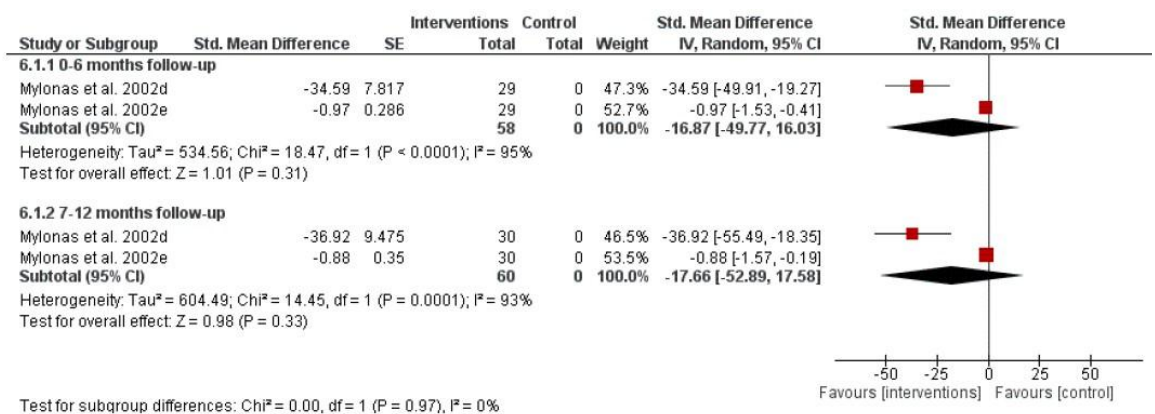 Interventions Control Std. Mean Difference Std. Mean Difference
Study or Subgroup Std. Mean Difference SE Total Total Weight IV, Random, 95% CI IV, Random, 95% CI
6.1.1 0-6 months follow-up
Mylonas et al. 2002d -34.59 7.817 29 0 47.3% -34.59 [-49.91, -19.27]
Mylonas et al. 2002e -0.97 0.286 29 0 52.7% -0.97 [-1.53, -0.41]
Subtotal (95% CI) 58 0 100.0% -16.87 [-49.77, 16.03]
Heterogeneity: Tau² = 534.56; Chi² = 18.47, df = 1 (P < 0.0001); I² = 95%
Test for overall effect: Z = 1.01 (P = 0.31)
6.1.2 7-12 months follow-up
Mylonas et al. 2002d -36.92 9.475 30 0 46.5% -36.92 [-55.49, -18.35]
Mylonas et al. 2002e -0.88 0.35 30 0 53.5% -0.88 [-1.57, -0.19]
Subtotal (95% CI) 60 0 100.0% -17.66 [-52.89, 17.58]
Heterogeneity: Tau² = 604.49; Chi² = 14.45, df = 1 (P = 0.0001); I² = 93%
Test for overall effect: Z = 0.98 (P = 0.33)
-50 -25 0 25 50
Favours [interventions] Favours [control]
Test for subgroup differences: Chi² = 0.00, df = 1 (P = 0.97), I² = 0%